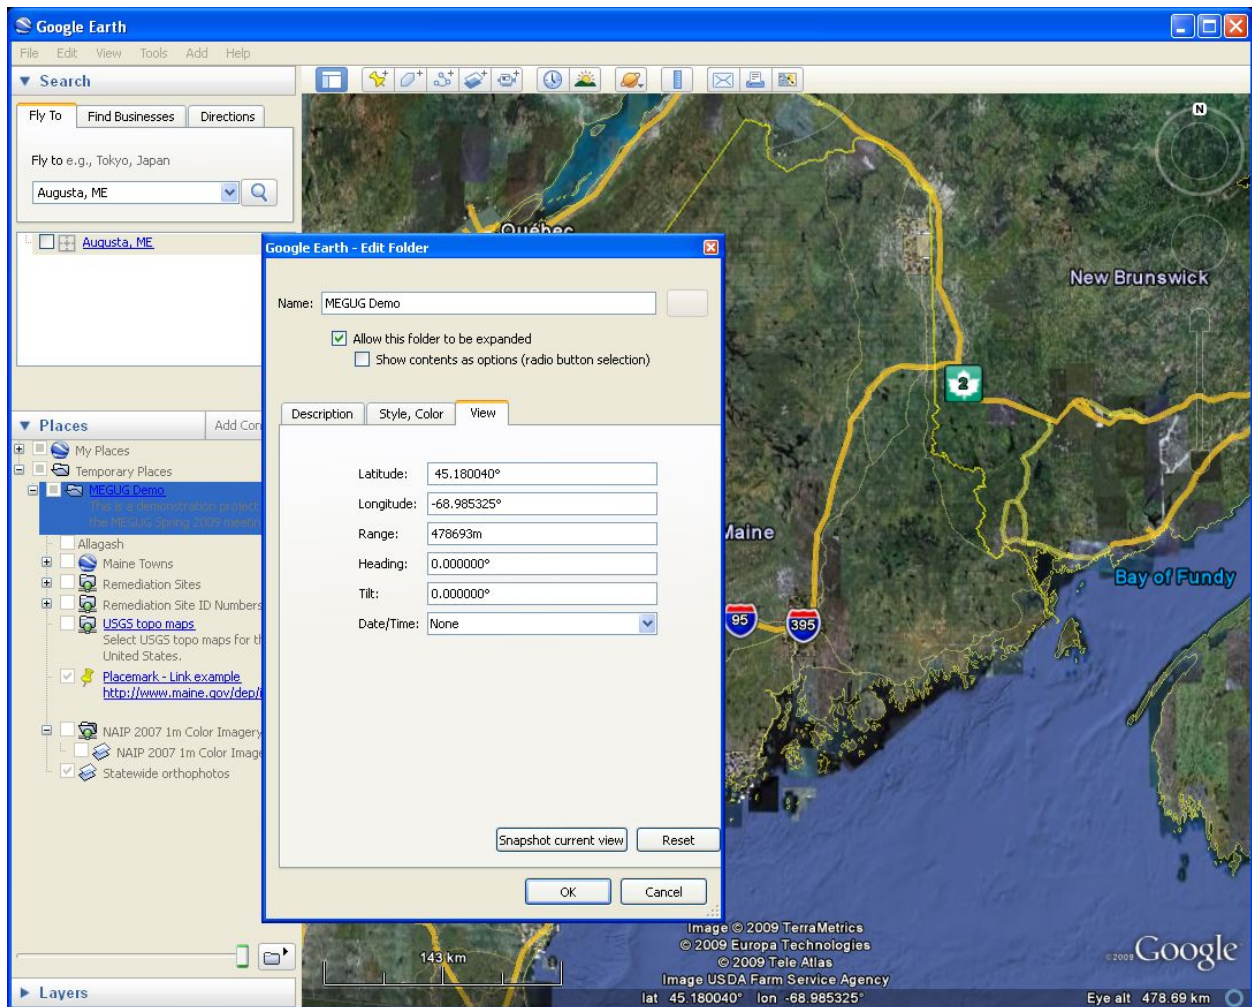 Google Earth
File Edit View Tools Add Help
Search
Fly To Find Businesses Directions
Fly to e.g., Tokyo, Japan
Augusta, ME
Augusta, ME
Places
Add Con
My Places
Temporary Places
MEGUG Demo
This is a demonstration project
the MEGUG Spring 2009 meetin
Allagash
Maine Towns
Remediation Sites
Remediation Site ID Numbers
USGS topo maps
Select USGS topo maps for th
United States.
Placemark - Link example
http://www.maine.gov/dep/i
NAIP 2007 1m Color Imagery
NAIP 2007 1m Color Image
Statewide orthophotos
Layers
Google Earth - Edit Folder
Name: MEGUG Demo
Allow this folder to be expanded
Show contents as options (radio button selection)
Description Style, Color View
Latitude: 45.180040°
Longitude: -68.985325°
Range: 478693m
Heading: 0.000000°
Tilt: 0.000000°
Date/Time: None
Snapshot current view Reset
OK Cancel
N
Québec
New Brunswick
2
Maine
Bay of Fundy
95
395
143 km
Image © 2009 TerraMetrics
© 2009 Europa Technologies
© 2009 Tele Atlas
Image USDA Farm Service Agency
©2009 Google
lat 45.180040° lon -68.985325°
Eye alt 478.69 km